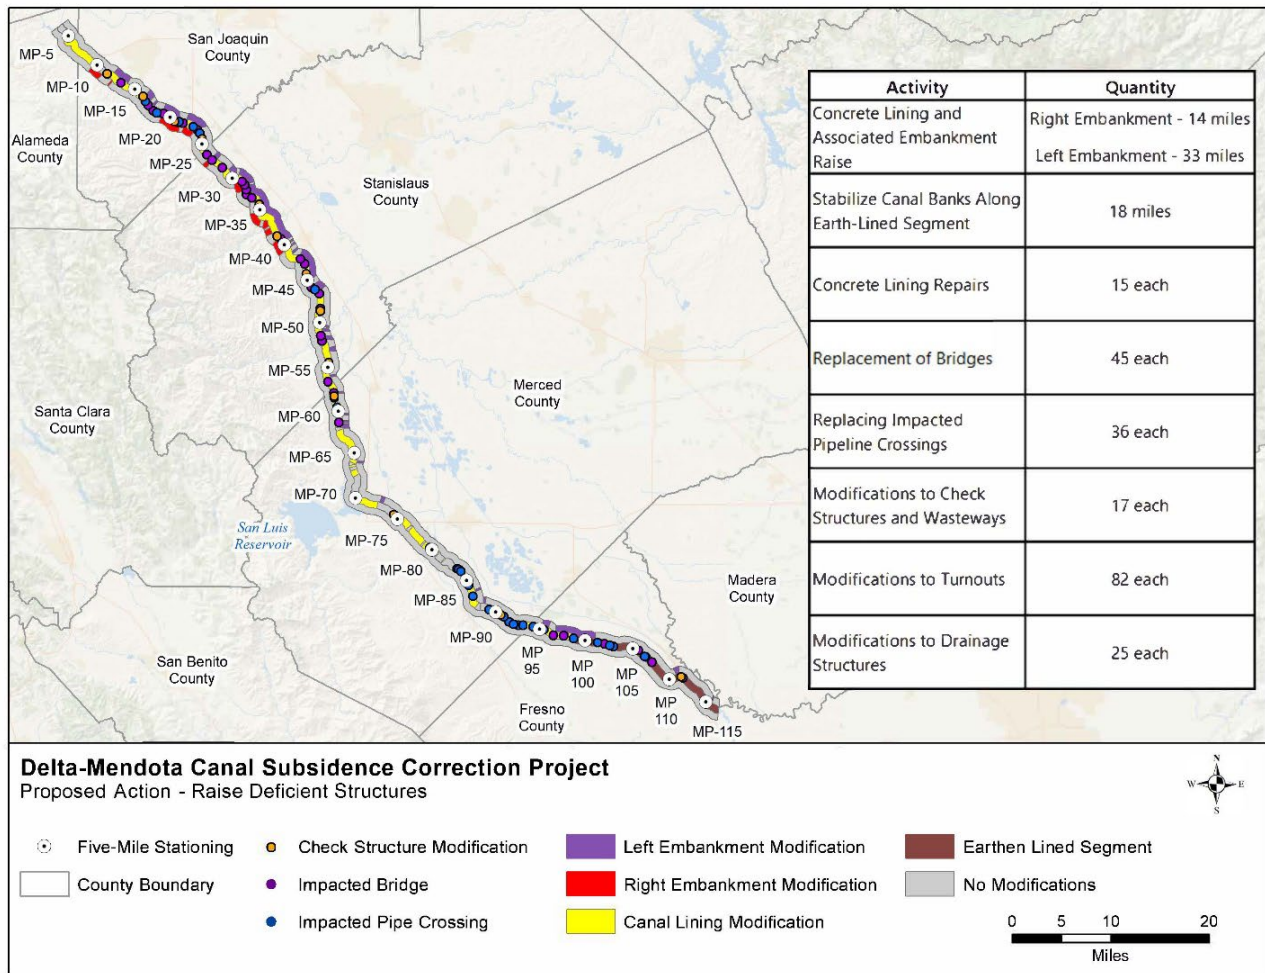 San Joaquin
County
MP-5
MP-10
MP-15
Alameda
County
MP-20
MP-25
MP-30
Stanislaus
County
MP-35
MP-40
MP-45
MP-50
MP-55
Merced
County
Santa Clara
County
MP-60
MP-65
MP-70
San Luis
Reservoir
MP-75
MP-80
Madera
County
MP-85
MP-90
MP
95
MP
100
MP
105
MP
110
MP-115
San Benito
County
Fresno
County
Activity Quantity
Concrete Lining and
Associated Embankment
Raise
Right Embankment - 14 miles
Left Embankment - 33 miles
Stabilize Canal Banks Along
Earth-Lined Segment
18 miles
Concrete Lining Repairs 15 each
Replacement of Bridges 45 each
Replacing Impacted
Pipeline Crossings
36 each
Modifications to Check
Structures and Wasteways
17 each
Modifications to Turnouts 82 each
Modifications to Drainage
Structures
25 each
Delta-Mendota Canal Subsidence Correction Project
Proposed Action - Raise Deficient Structures
N
W E
S
Five-Mile Stationing
County Boundary
Check Structure Modification
Impacted Bridge
Impacted Pipe Crossing
Left Embankment Modification
Right Embankment Modification
Canal Lining Modification
Earthen Lined Segment
No Modifications
0 5 10 20
Miles